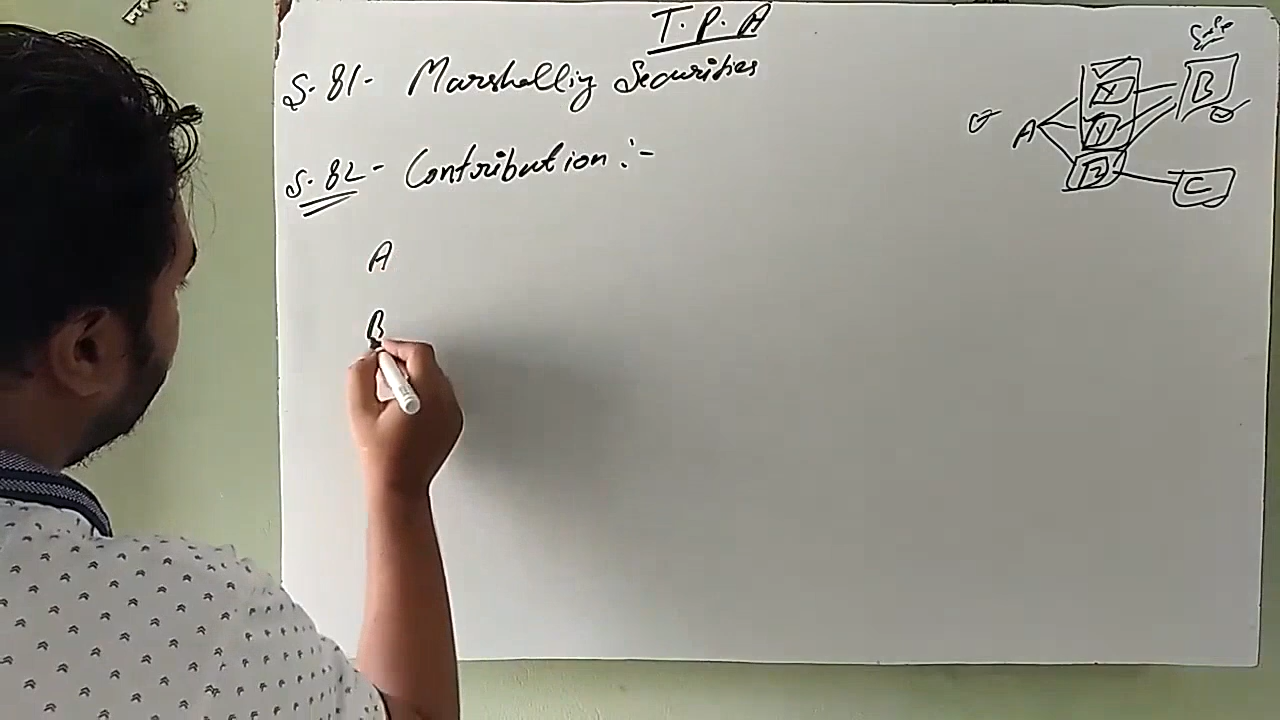 T.P.A
S.81- Marshalling Securities
S.82- Contribution :-
A
B
A
X
Y
Z
B
C